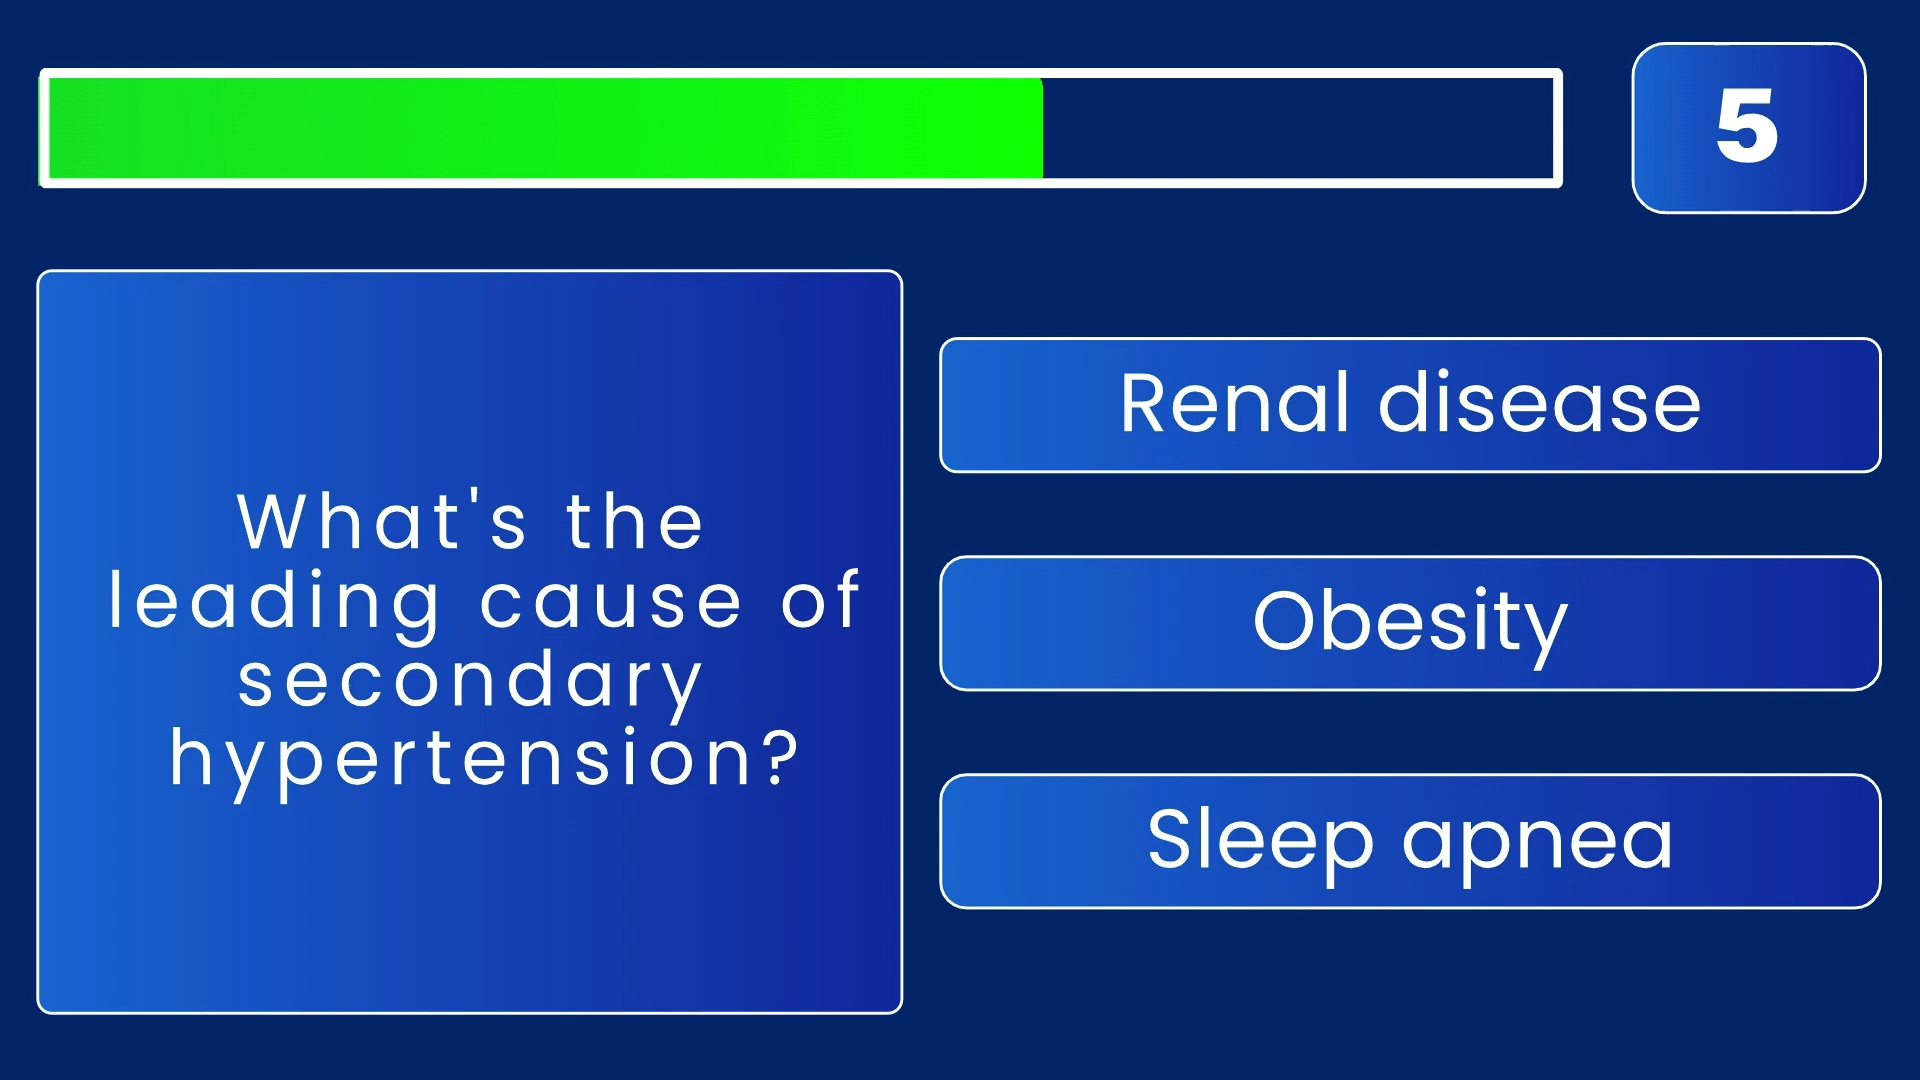 5
What's the
leading cause of
secondary
hypertension?
Renal disease
Obesity
Sleep apnea